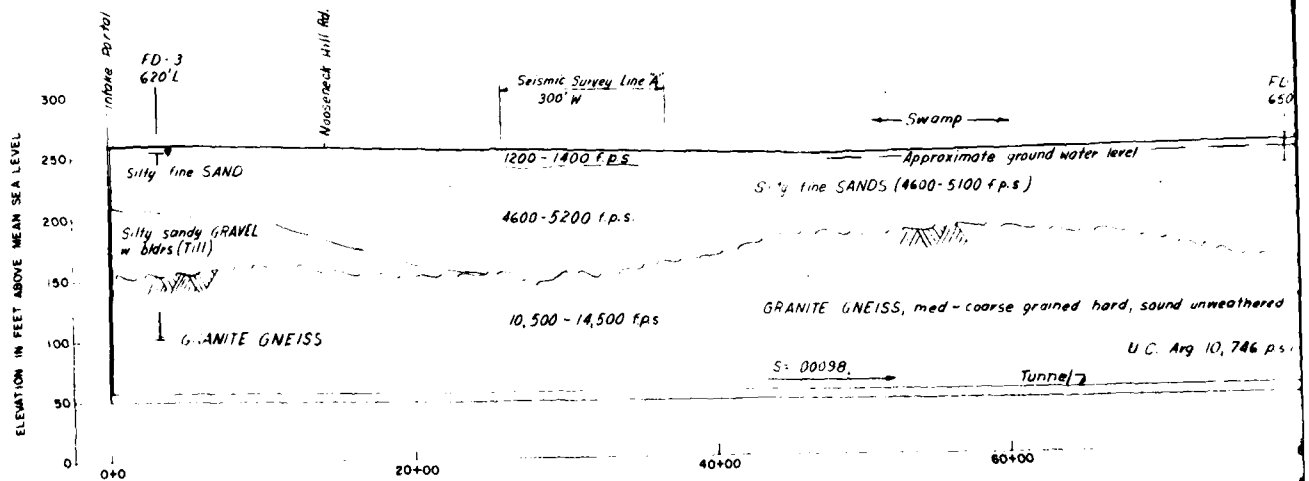 Intake Portal
FD-3
620'L
Nooseneck Hill Rd.
Seismic Survey Line "A"
300' W
Swamp
FD
650
ELEVATION IN FEET ABOVE MEAN SEA LEVEL
300
250
200
150
100
50
0
Silty fine SAND
1200-1400 f.p.s
Approximate ground water level
Silty fine SANDS (4600-5100 f.p.s)
4600-5200 f.p.s.
Silty sandy GRAVEL
w bldrs (Till)
10,500-14,500 f.p.s
GRANITE GNEISS, med-coarse grained hard, sound unweathered
GRANITE GNEISS
U.C. Avg 10,746 p.s.
S= 00098
Tunnel
0+0
20+00
40+00
60+00